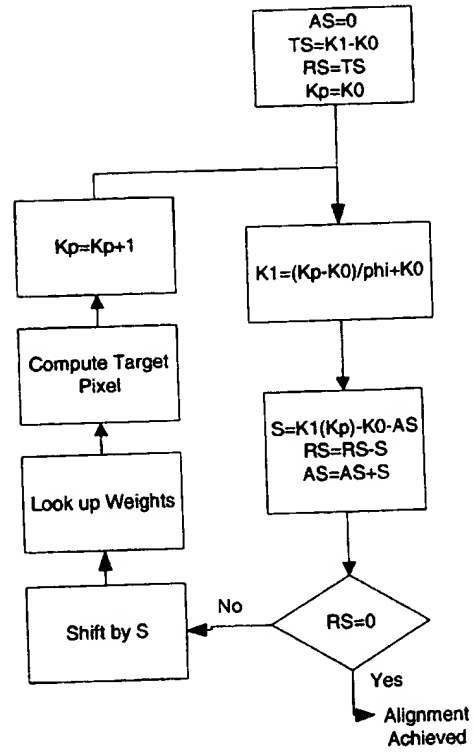 AS=0
TS=K1-K0
RS=TS
Kp=K0
Kp=Kp+1
K1=(Kp-K0)/phi+K0
Compute Target
Pixel
S=K1(Kp)-K0-AS
RS=RS-S
AS=AS+S
Look up Weights
Shift by S
No
RS=0
Yes
Alignment
Achieved